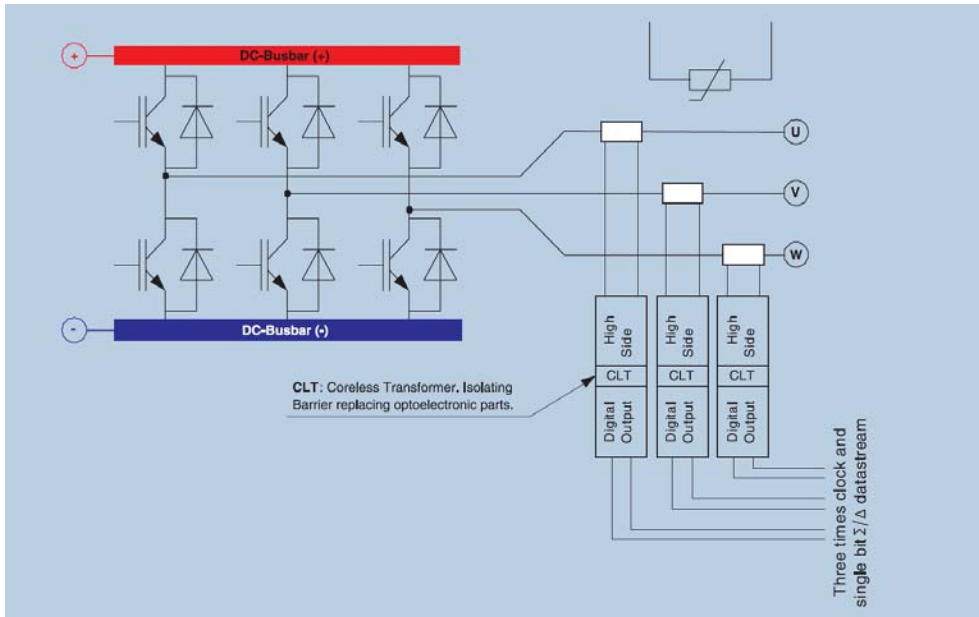 +
DC-Busbar (+)
U
V
W
-
DC-Busbar (-)
High
Side
High
Side
High
Side
CLT
CLT
CLT
CLT: Coreless Transformer. Isolating
Barrier replacing optoelectronic parts.
Digital
Output
Digital
Output
Digital
Output
Three times clock and
single bit Σ/Δ datastream